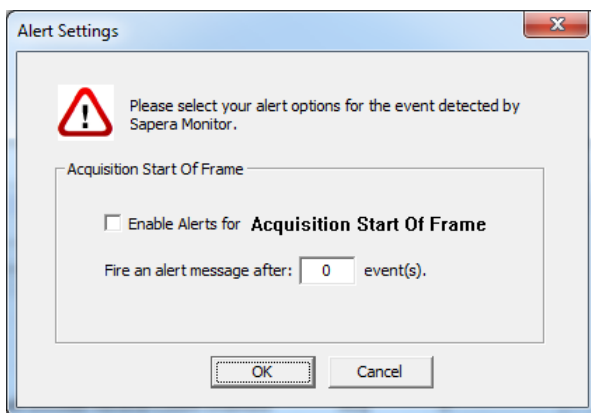 Alert Settings
Please select your alert options for the event detected by
Sapera Monitor.
Acquisition Start Of Frame
Enable Alerts for Acquisition Start Of Frame
Fire an alert message after: 0 event(s).
OK Cancel